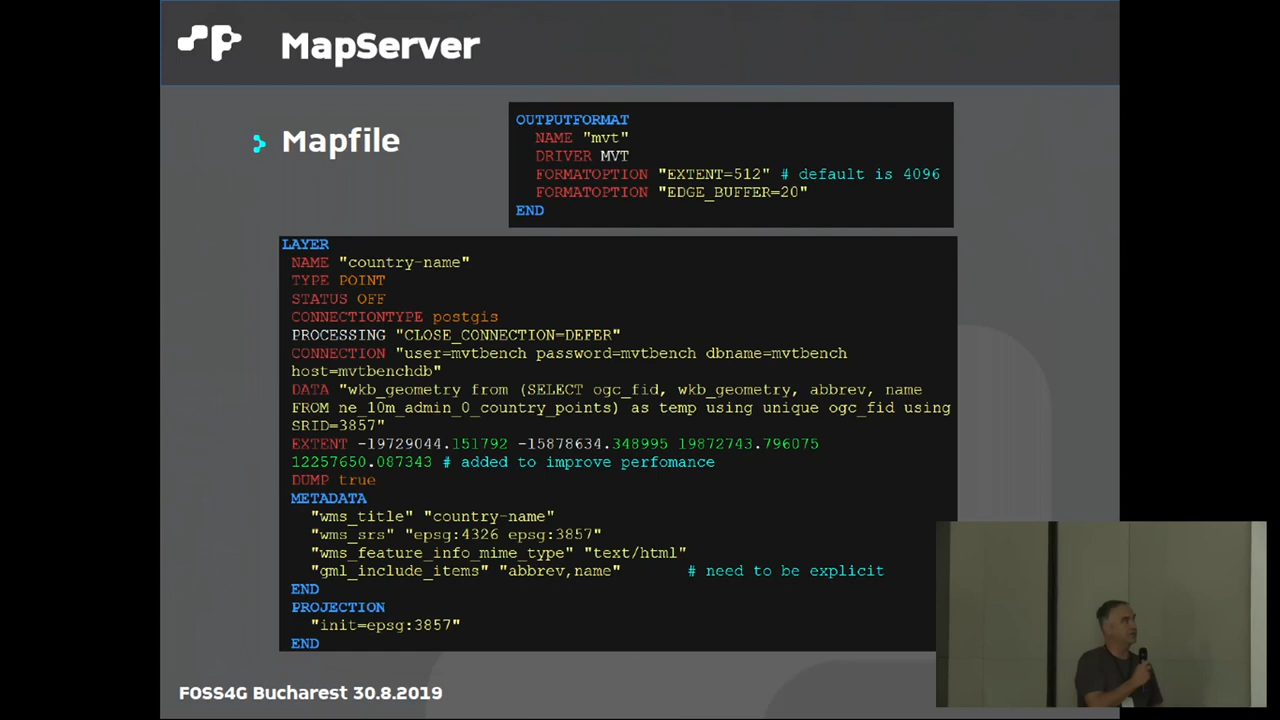 MapServer
Mapfile
OUTPUTFORMAT
NAME "mvt"
DRIVER MVT
FORMATOPTION "EXTENT=512" # default is 4096
FORMATOPTION "EDGE_BUFFER=20"
END
LAYER
NAME "country-name"
TYPE POINT
STATUS OFF
CONNECTIONTYPE postgis
PROCESSING "CLOSE_CONNECTION=DEFER"
CONNECTION "user=mvtbench password=mvtbench dbname=mvtbench
host=mvtbenchdb"
DATA "wkb_geometry from (SELECT ogc_fid, wkb_geometry, abbrev, name
FROM ne_10m_admin_0_country_points) as temp using unique ogc_fid using
SRID=3857"
EXTENT -19729044.151792 -15878634.348995 19872743.796075
12257650.087343 # added to improve perfomance
DUMP true
METADATA
"wms_title" "country-name"
"wms_srs" "epsg:4326 epsg:3857"
"wms_feature_info_mime_type" "text/html"
"gml_include_items" "abbrev,name" # need to be explicit
END
PROJECTION
"init=epsg:3857"
END
FOSS4G Bucharest 30.8.2019